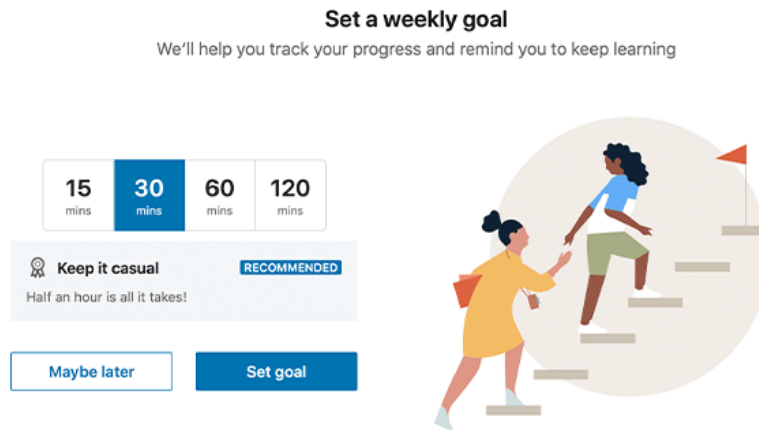 Set a weekly goal
We'll help you track your progress and remind you to keep learning
15 30 60 120
mins mins mins mins
Keep it casual RECOMMENDED
Half an hour is all it takes!
Maybe later Set goal